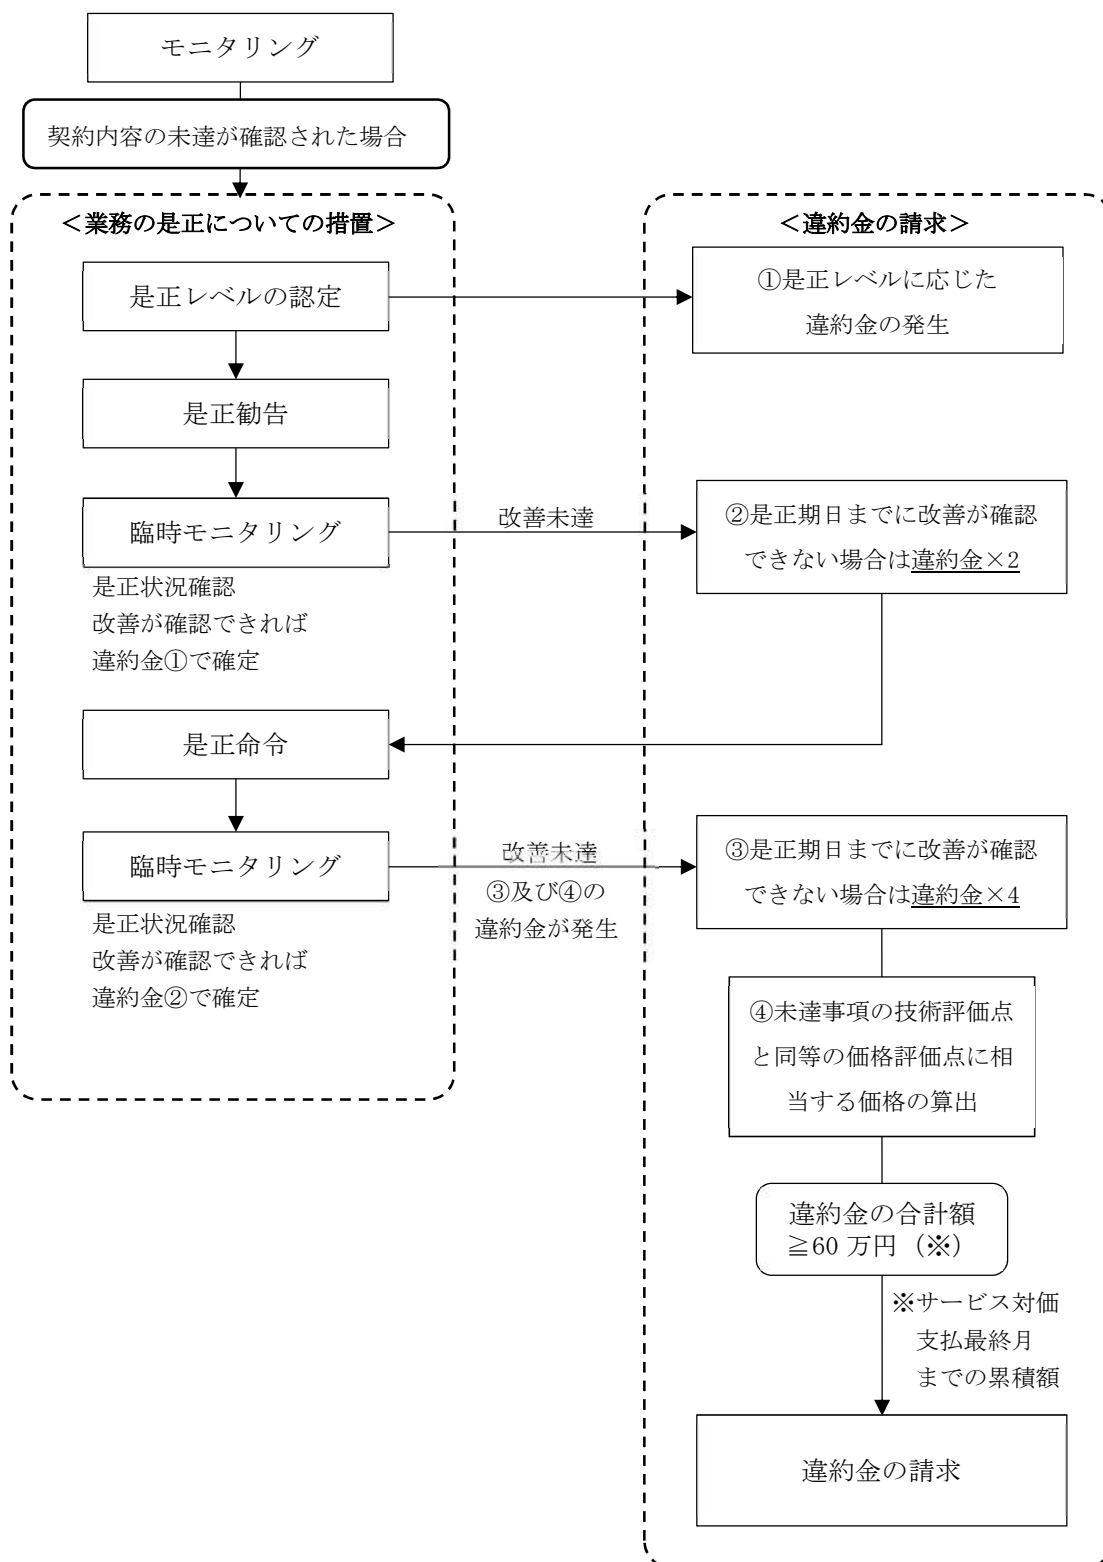 モニタリング
契約内容の未達が確認された場合
＜業務の是正についての措置＞
是正レベルの認定
是正勧告
臨時モニタリング
是正状況確認
改善が確認できれば
違約金①で確定
是正命令
臨時モニタリング
是正状況確認
改善が確認できれば
違約金②で確定
改善未達
改善未達
③及び④の
違約金が発生
＜違約金の請求＞
①是正レベルに応じた
違約金の発生
②是正期日までに改善が確認
できない場合は違約金×2
③是正期日までに改善が確認
できない場合は違約金×4
④未達事項の技術評価点
と同等の価格評価点に相
当する価格の算出
違約金の合計額
≧60 万円（※）
※サービス対価
支払最終月
までの累積額
違約金の請求